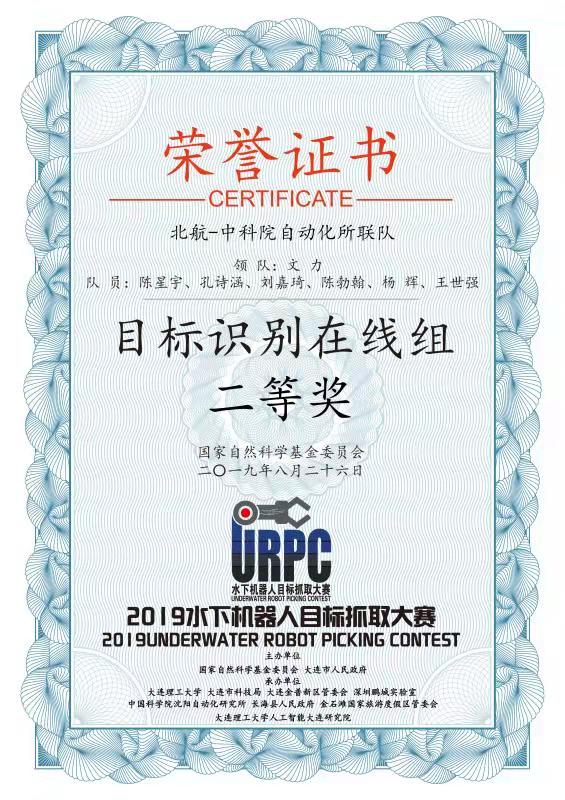 荣誉证书
CERTIFICATE
北航-中科院自动化所联队
领 队：文 力
队 员：陈星宇、孔诗涵、刘嘉琦、陈勃翰、杨 辉、王世强
目标识别在线组
二等奖
国家自然科学基金委员会
二〇一九年八月二十六日
URPC
水下机器人目标抓取大赛
UNDERWATER ROBOT PICKING CONTEST
2019水下机器人目标抓取大赛
2019UNDERWATER ROBOT PICKING CONTEST
主办单位
国家自然科学基金委员会 大连市人民政府
承办单位
大连理工大学 大连市科技局 大连金普新区管委会 深圳鹏城实验室
中国科学院沈阳自动化研究所 长海县人民政府 金石滩国家旅游度假区管委会
大连理工大学人工智能大连研究院